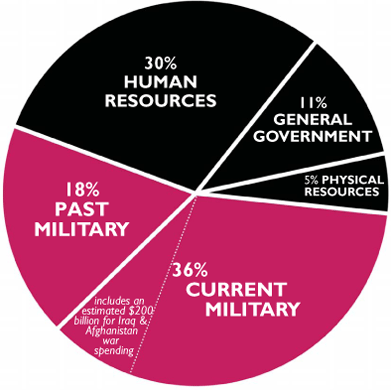 30%
HUMAN
RESOURCES
11%
GENERAL
GOVERNMENT
5% PHYSICAL
RESOURCES
18%
PAST
MILITARY
36%
CURRENT
MILITARY
includes an
estimated $200
billion for Iraq &
Afghanistan
war
spending